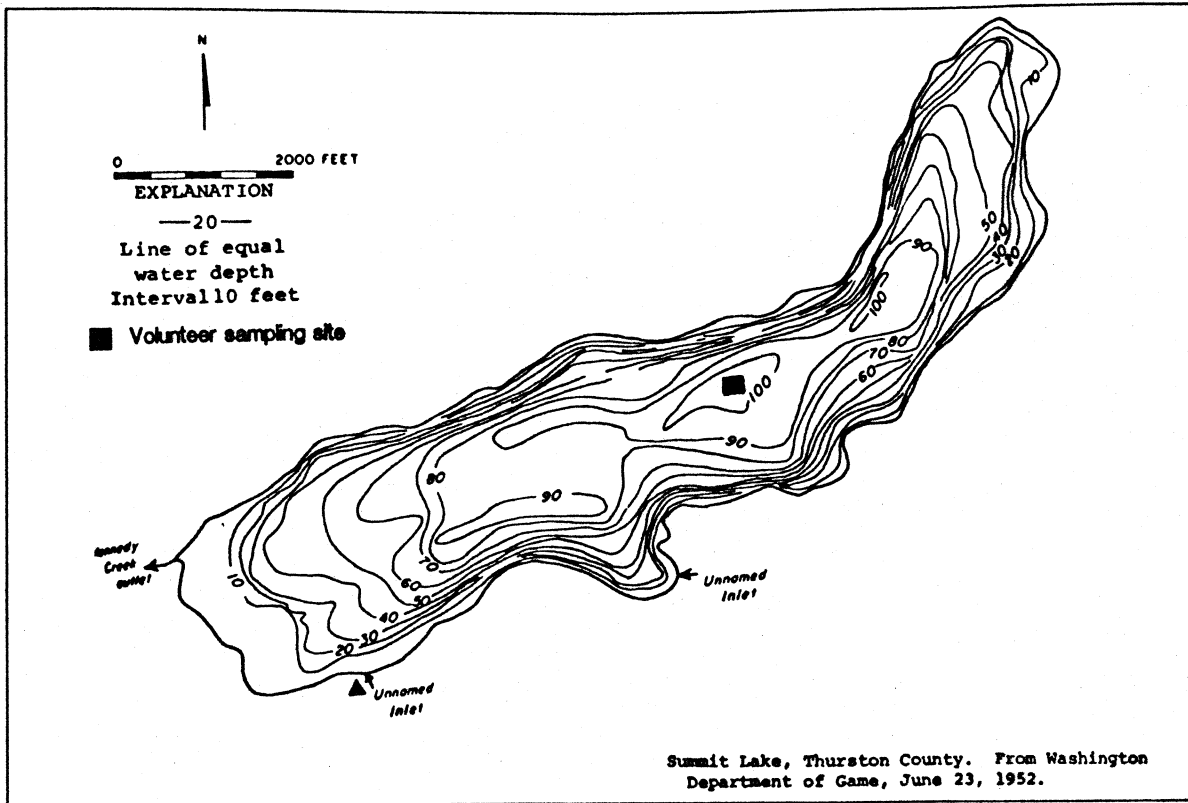 N
0 2000 FEET
EXPLANATION
20
Line of equal
water depth
Interval 10 feet
Volunteer sampling site
10
50
40
30
20
90
100
80
70
60
100
90
80
90
70
60
50
40
30
20
10
Kennedy
Creek
outlet
Unnamed
Inlet
Unnamed
Inlet
Summit Lake, Thurston County. From Washington
Department of Game, June 23, 1952.